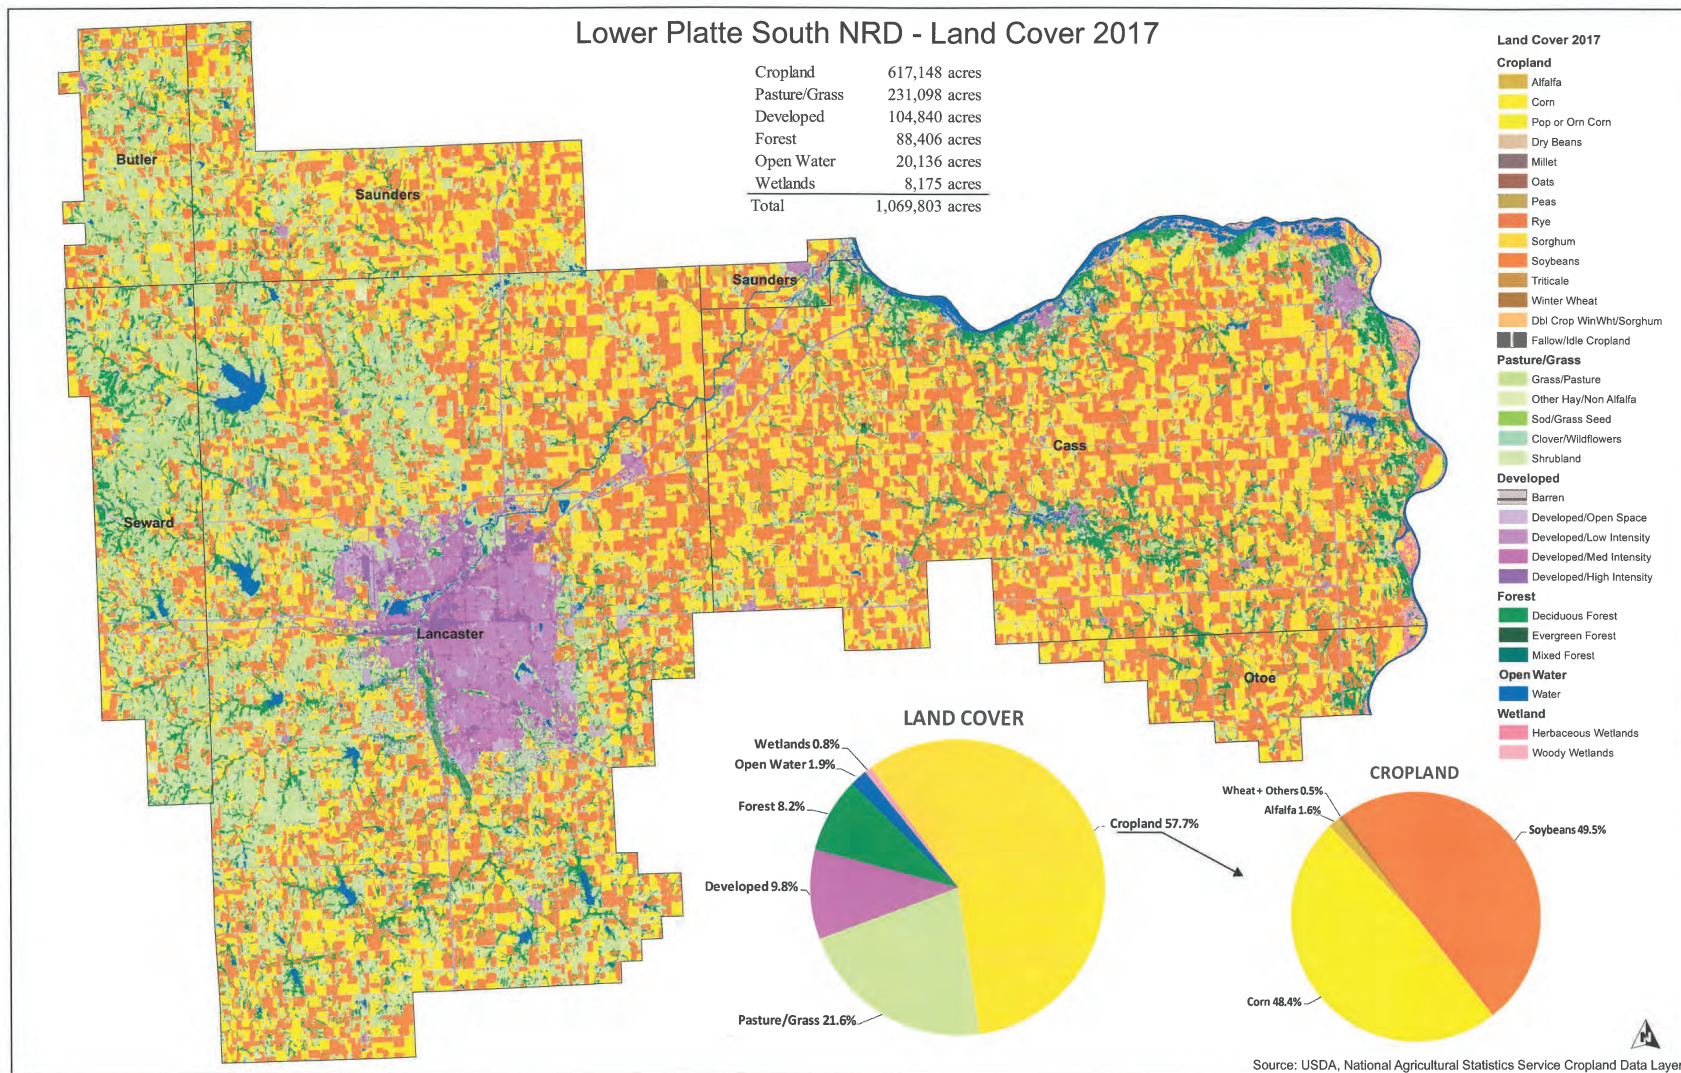 Lower Platte South NRD - Land Cover 2017
Cropland 617,148 acres
Pasture/Grass 231,098 acres
Developed 104,840 acres
Forest 88,406 acres
Open Water 20,136 acres
Wetlands 8,175 acres
Total 1,069,803 acres
Butler
Saunders
Saunders
Cass
Seward
Lancaster
Otoe
Land Cover 2017
Cropland
Alfalfa
Corn
Pop or Orn Corn
Dry Beans
Millet
Oats
Peas
Rye
Sorghum
Soybeans
Triticale
Winter Wheat
Dbl Crop WinWht/Sorghum
Fallow/Idle Cropland
Pasture/Grass
Grass/Pasture
Other Hay/Non Alfalfa
Sod/Grass Seed
Clover/Wildflowers
Shrubland
Developed
Barren
Developed/Open Space
Developed/Low Intensity
Developed/Med Intensity
Developed/High Intensity
Forest
Deciduous Forest
Evergreen Forest
Mixed Forest
Open Water
Water
Wetland
Herbaceous Wetlands
Woody Wetlands
LAND COVER
Wetlands 0.8%
Open Water 1.9%
Forest 8.2%
Developed 9.8%
Pasture/Grass 21.6%
Cropland 57.7%
CROPLAND
Wheat + Others 0.5%
Alfalfa 1.6%
Soybeans 49.5%
Corn 48.4%
N
Source: USDA, National Agricultural Statistics Service Cropland Data Layer